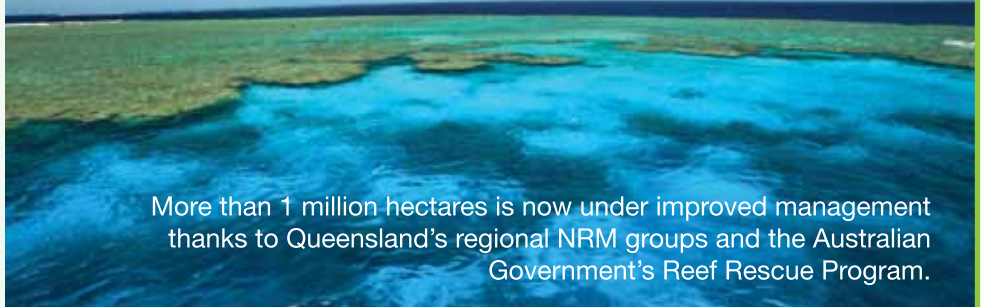 More than 1 million hectares is now under improved management
thanks to Queensland’s regional NRM groups and the Australian
Government’s Reef Rescue Program.